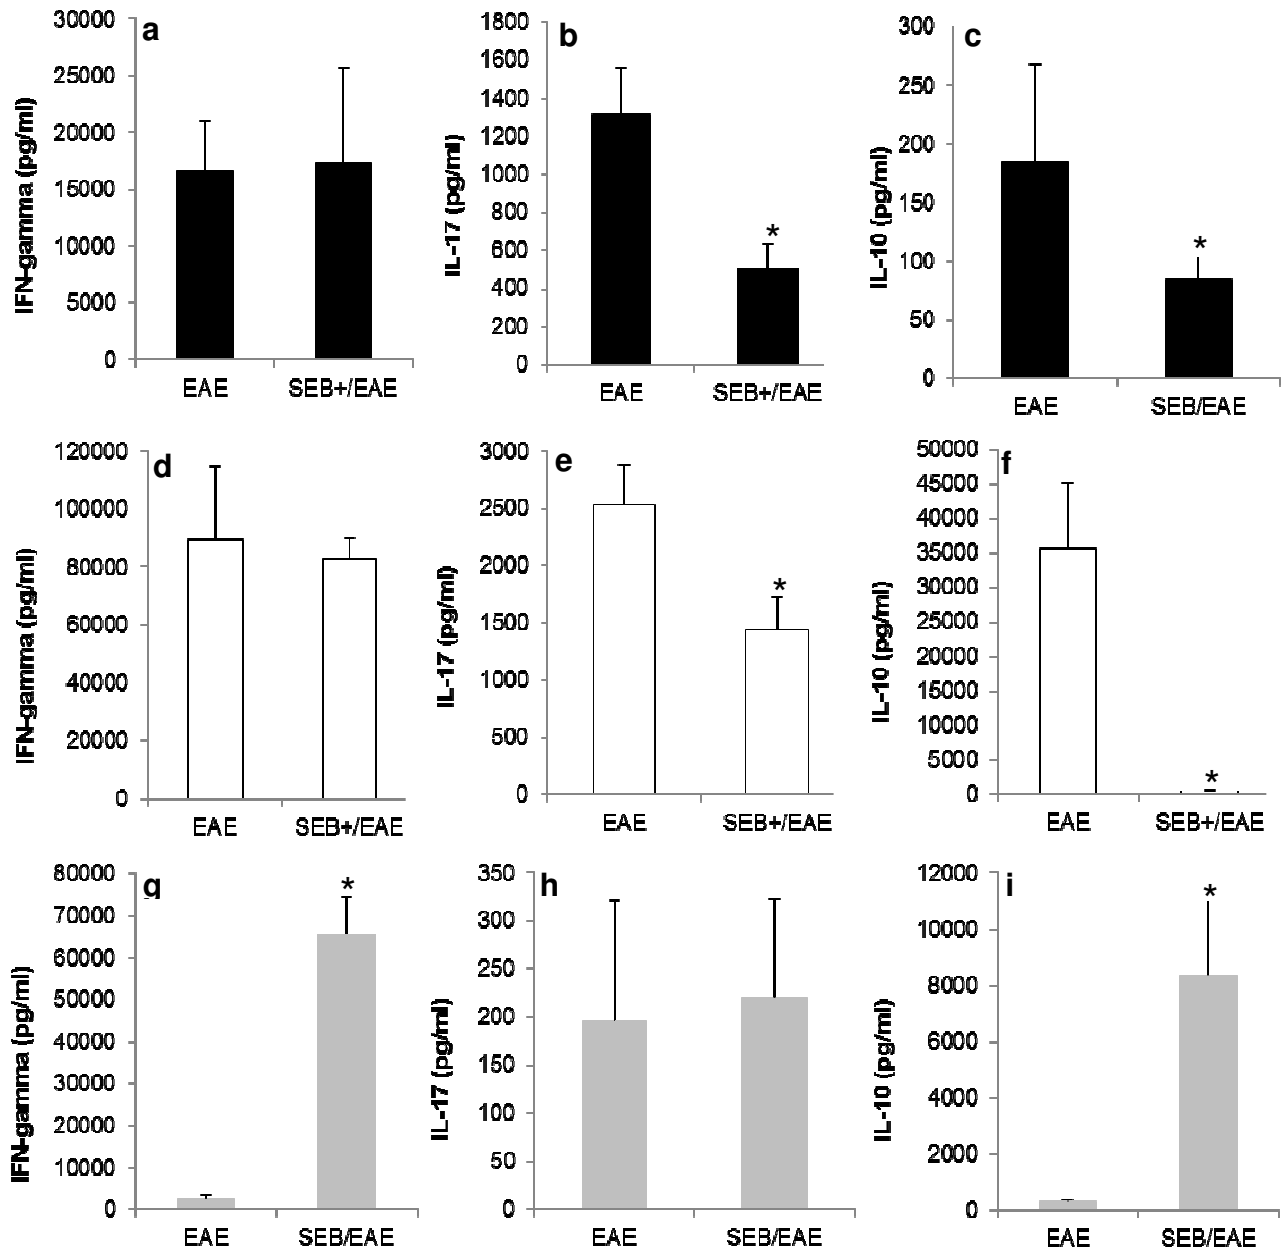 a
IFN-gamma (pg/ml)
30000
25000
20000
15000
10000
5000
0
EAE SEB+/EAE
b
IL-17 (pg/ml)
1800
1600
1400
1200
1000
800
600
400
200
0
*
EAE SEB+/EAE
c
IL-10 (pg/ml)
300
250
200
150
100
50
0
*
EAE SEB/EAE
d
IFN-gamma (pg/ml)
120000
100000
80000
60000
40000
20000
0
EAE SEB+/EAE
e
IL-17 (pg/ml)
3000
2500
2000
1500
1000
500
0
*
EAE SEB+/EAE
f
IL-10 (pg/ml)
50000
45000
40000
35000
30000
25000
20000
15000
10000
5000
0
*
EAE SEB+/EAE
g
IFN-gamma (pg/ml)
80000
70000
60000
50000
40000
30000
20000
10000
0
*
EAE SEB/EAE
h
IL-17 (pg/ml)
350
300
250
200
150
100
50
0
EAE SEB/EAE
i
IL-10 (pg/ml)
12000
10000
8000
6000
4000
2000
0
*
EAE SEB/EAE